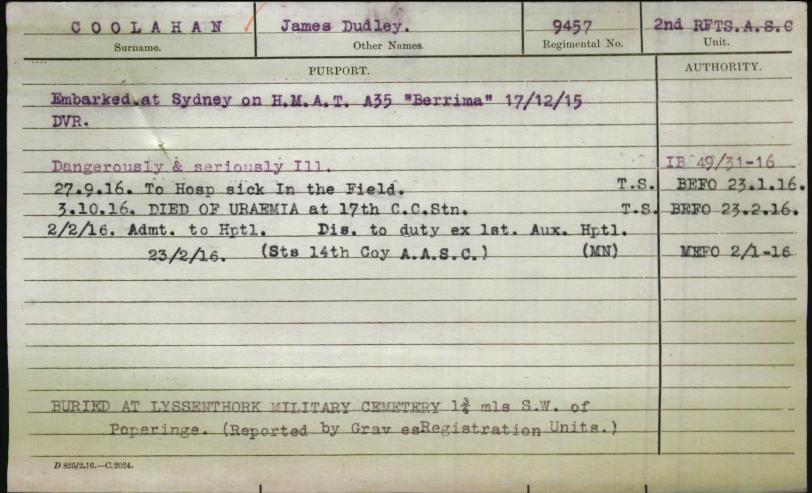 COOLAHAN James Dudley. 9457 2nd RFTS.A.S.C
Surname. Other Names. Regimental No. Unit.
PURPORT. AUTHORITY.
Embarked at Sydney on H.M.A.T. A35 "Berrima" 17/12/15
DVR.
Dangerously & seriously Ill. IB 49/31-16
27.9.16. To Hosp sick In the Field. T.S. BEFO 23.1.16.
3.10.16. DIED OF URAEMIA at 17th C.C.Stn. T.S. BEFO 23.2.16.
2/2/16. Admt. to Hptl. Dis. to duty ex 1st. Aux. Hptl.
23/2/16. (Sts 14th Coy A.A.S.C.) (MN) MEFO 2/1-16
BURIED AT LYSSENTHORK MILITARY CEMETERY 1¾ mls S.W. of
Poperinge. (Reported by Grav esRegistration Units.)
D 825/2.16.—C.2024.